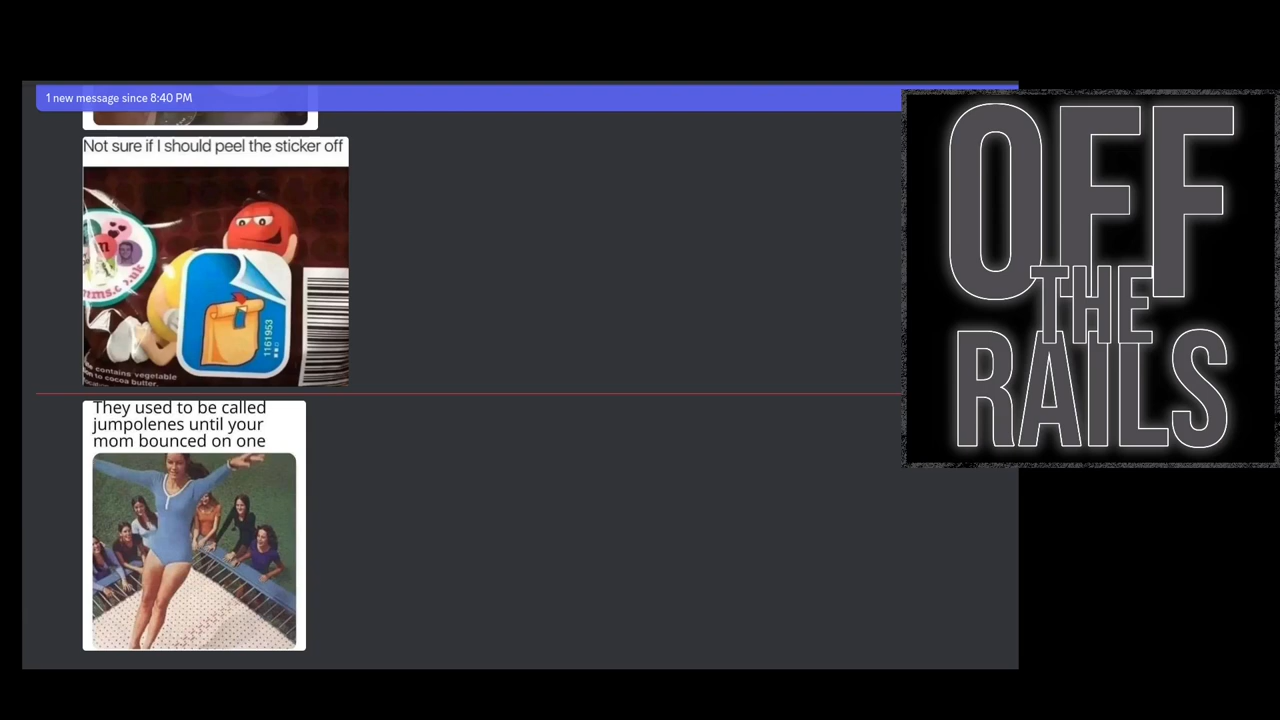 1 new message since 8:40 PM
Not sure if I should peel the sticker off
1161953
contains vegetable
to cocoa butter.
They used to be called
jumpolenes until your
mom bounced on one
OFF
THE
RAILS